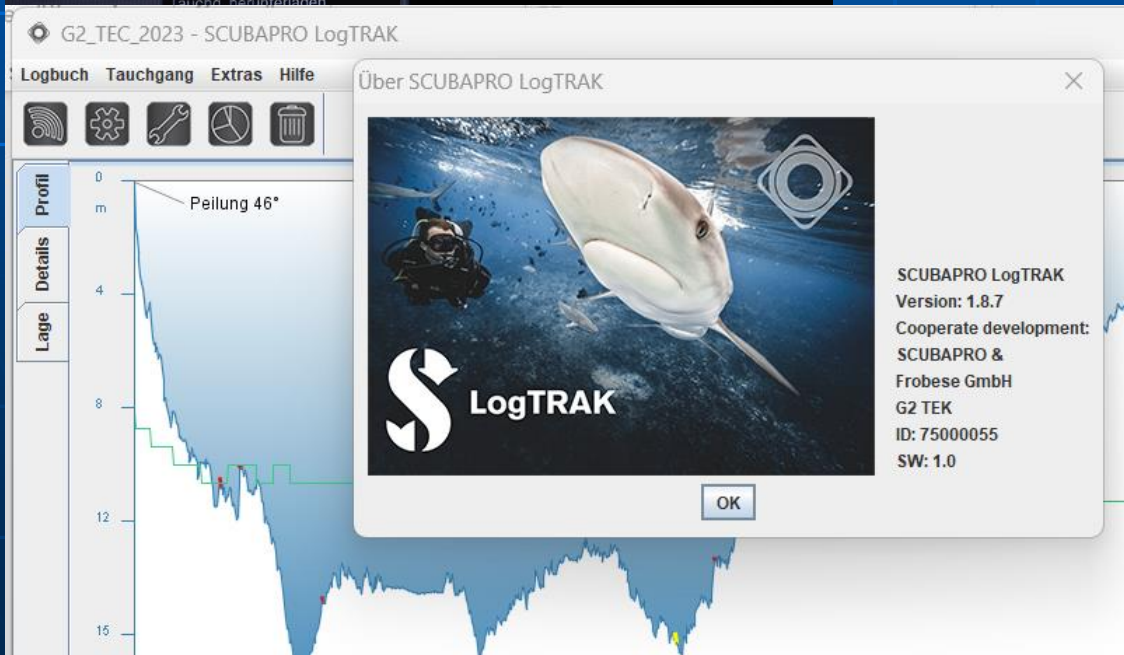 G2_TEC_2023 - SCUBAPRO LogTRAK
Logbuch Tauchgang Extras Hilfe
Über SCUBAPRO LogTRAK
Profil
Details
Lage
0
m
4
8
12
15
Peilung 46°
LogTRAK
SCUBAPRO LogTRAK
Version: 1.8.7
Cooperate development:
SCUBAPRO &
Frobese GmbH
G2 TEK
ID: 75000055
SW: 1.0
OK